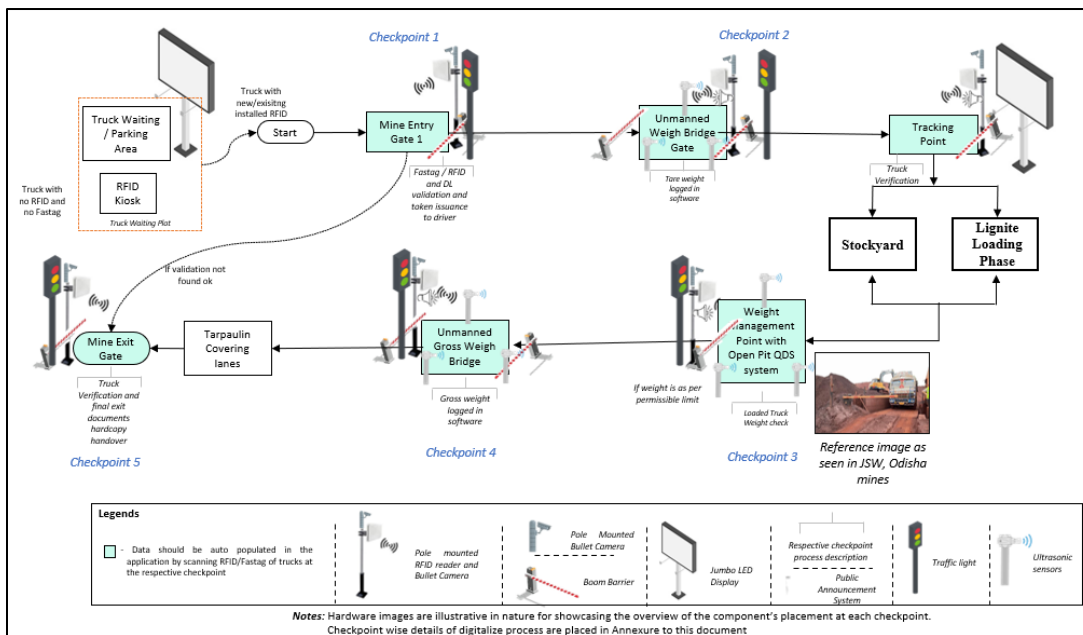 Checkpoint 1
Checkpoint 2
Truck with
new/exisitng
installed RFID
Truck Waiting
/ Parking
Area
Start
Mine Entry
Gate 1
Unmanned
Weigh Bridge
Gate
Tracking
Point
RFID
Kiosk
Truck with
no RFID and
no Fastag
Truck Waiting Plot
Fastag / RFID
and DL
validation and
taken issuance
to driver
Tare weight
logged in
software
Truck
Verification
Stockyard
Lignite
Loading
Phase
If validation not
found ok
Mine Exit
Gate
Tarpaulin
Covering
lanes
Unmanned
Gross Weigh
Bridge
Weight
Management
Point with
Open Pit QDS
system
Truck
Verification and
final exit
documents
hardcopy
handover
Gross weight
logged in
software
If weight is as per
permissible limit
Loaded Truck
Weight check
Checkpoint 5
Checkpoint 4
Checkpoint 3
Reference image as
seen in JSW, Odisha
mines
Legends
- Data should be auto populated in the
application by scanning RFID/Fastag of trucks at
the respective checkpoint
Pole mounted
RFID reader and
Bullet Camera
Pole Mounted
Bullet Camera
Boom Barrier
Jumbo LED
Display
Respective checkpoint
process description
Public
Announcement
System
Traffic light
Ultrasonic
sensors
Notes: Hardware images are illustrative in nature for showcasing the overview of the component's placement at each checkpoint.
Checkpoint wise details of digitalize process are placed in Annexure to this document